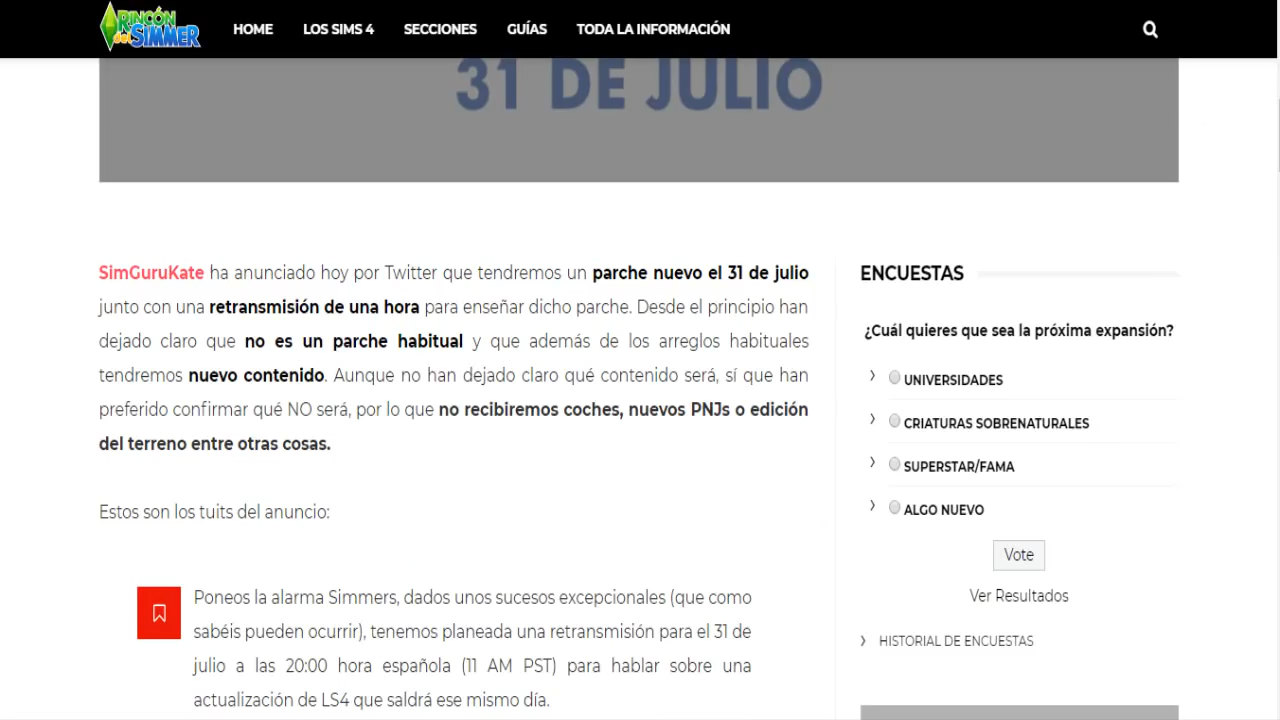 RINCÓN
del SIMMER
HOME
LOS SIMS 4
SECCIONES
GUÍAS
TODA LA INFORMACIÓN
31 DE JULIO
SimGuruKate ha anunciado hoy por Twitter que tendremos un parche nuevo el 31 de julio
junto con una retransmisión de una hora para enseñar dicho parche. Desde el principio han
dejado claro que no es un parche habitual y que además de los arreglos habituales
tendremos nuevo contenido. Aunque no han dejado claro qué contenido será, sí que han
preferido confirmar qué NO será, por lo que no recibiremos coches, nuevos PNJs o edición
del terreno entre otras cosas.
Estos son los tuits del anuncio:
Poneos la alarma Simmers, dados unos sucesos excepcionales (que como
sabéis pueden ocurrir), tenemos planeada una retransmisión para el 31 de
julio a las 20:00 hora española (11 AM PST) para hablar sobre una
actualización de LS4 que saldrá ese mismo día.
ENCUESTAS
¿Cuál quieres que sea la próxima expansión?
UNIVERSIDADES
CRIATURAS SOBRENATURALES
SUPERSTAR/FAMA
ALGO NUEVO
Vote
Ver Resultados
HISTORIAL DE ENCUESTAS